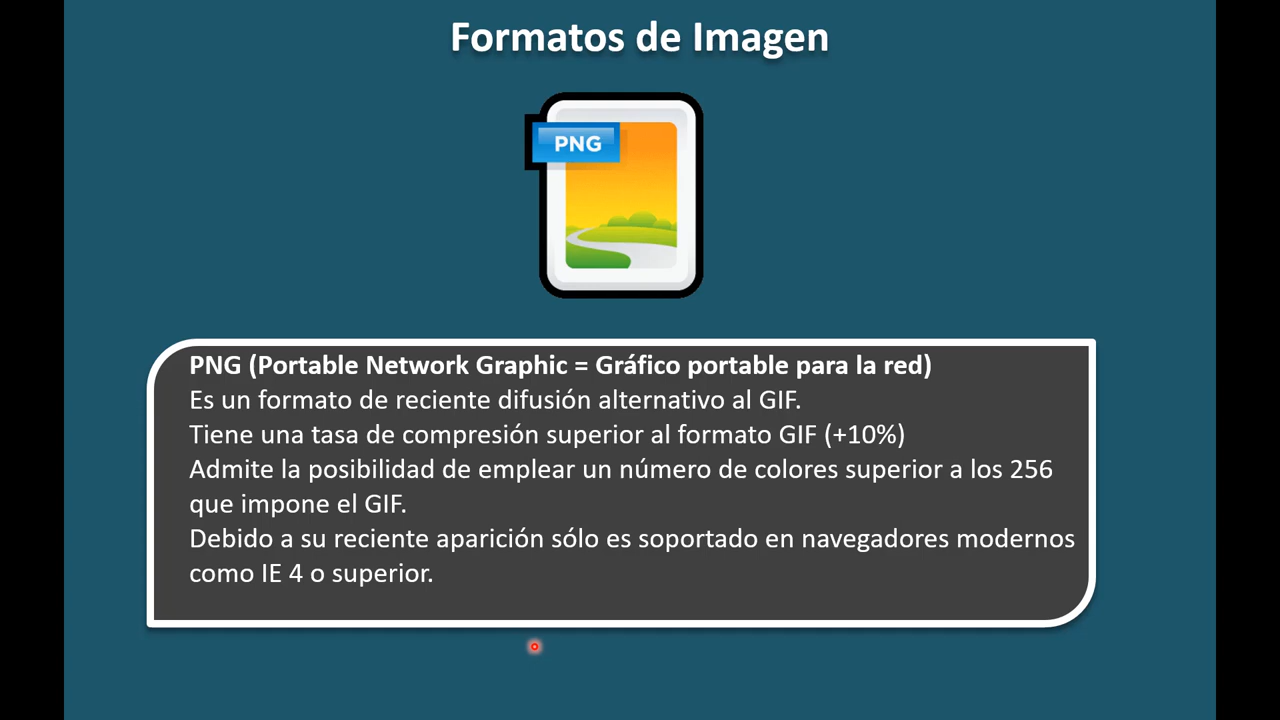 Formatos de Imagen
PNG
PNG (Portable Network Graphic = Gráfico portable para la red)
Es un formato de reciente difusión alternativo al GIF.
Tiene una tasa de compresión superior al formato GIF (+10%)
Admite la posibilidad de emplear un número de colores superior a los 256
que impone el GIF.
Debido a su reciente aparición sólo es soportado en navegadores modernos
como IE 4 o superior.